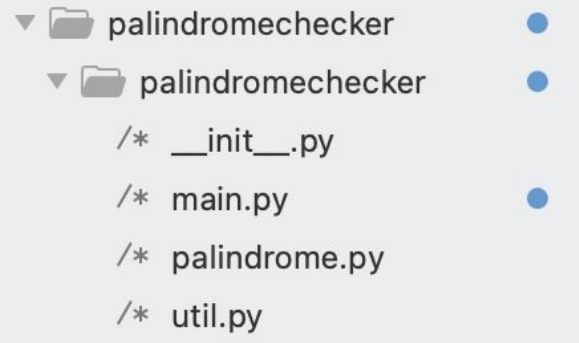 palindromechecker
palindromechecker
/* __init__.py
/* main.py
/* palindrome.py
/* util.py